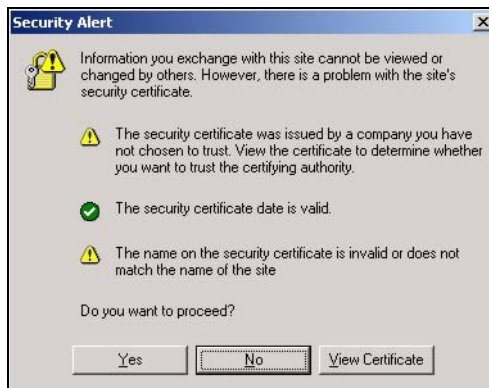 Security Alert
Information you exchange with this site cannot be viewed or
changed by others. However, there is a problem with the site's
security certificate.
The security certificate was issued by a company you have
not chosen to trust. View the certificate to determine whether
you want to trust the certifying authority.
The security certificate date is valid.
The name on the security certificate is invalid or does not
match the name of the site
Do you want to proceed?
Yes No View Certificate